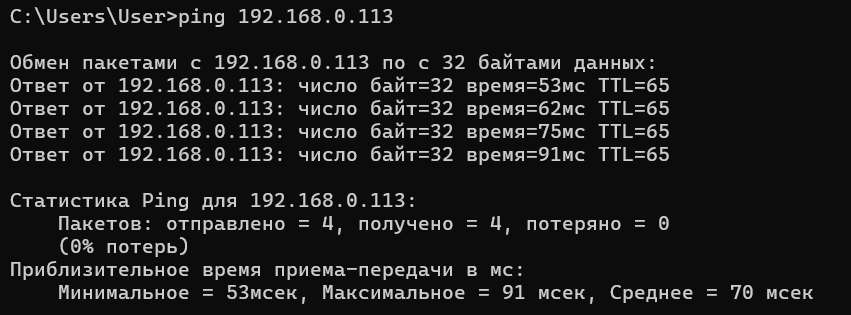 C:\Users\User>ping 192.168.0.113
Обмен пакетами с 192.168.0.113 по с 32 байтами данных:
Ответ от 192.168.0.113: число байт=32 время=53мс TTL=65
Ответ от 192.168.0.113: число байт=32 время=62мс TTL=65
Ответ от 192.168.0.113: число байт=32 время=75мс TTL=65
Ответ от 192.168.0.113: число байт=32 время=91мс TTL=65
Статистика Ping для 192.168.0.113:
Пакетов: отправлено = 4, получено = 4, потеряно = 0
(0% потерь)
Приблизительное время приема-передачи в мс:
Минимальное = 53мсек, Максимальное = 91 мсек, Среднее = 70 мсек